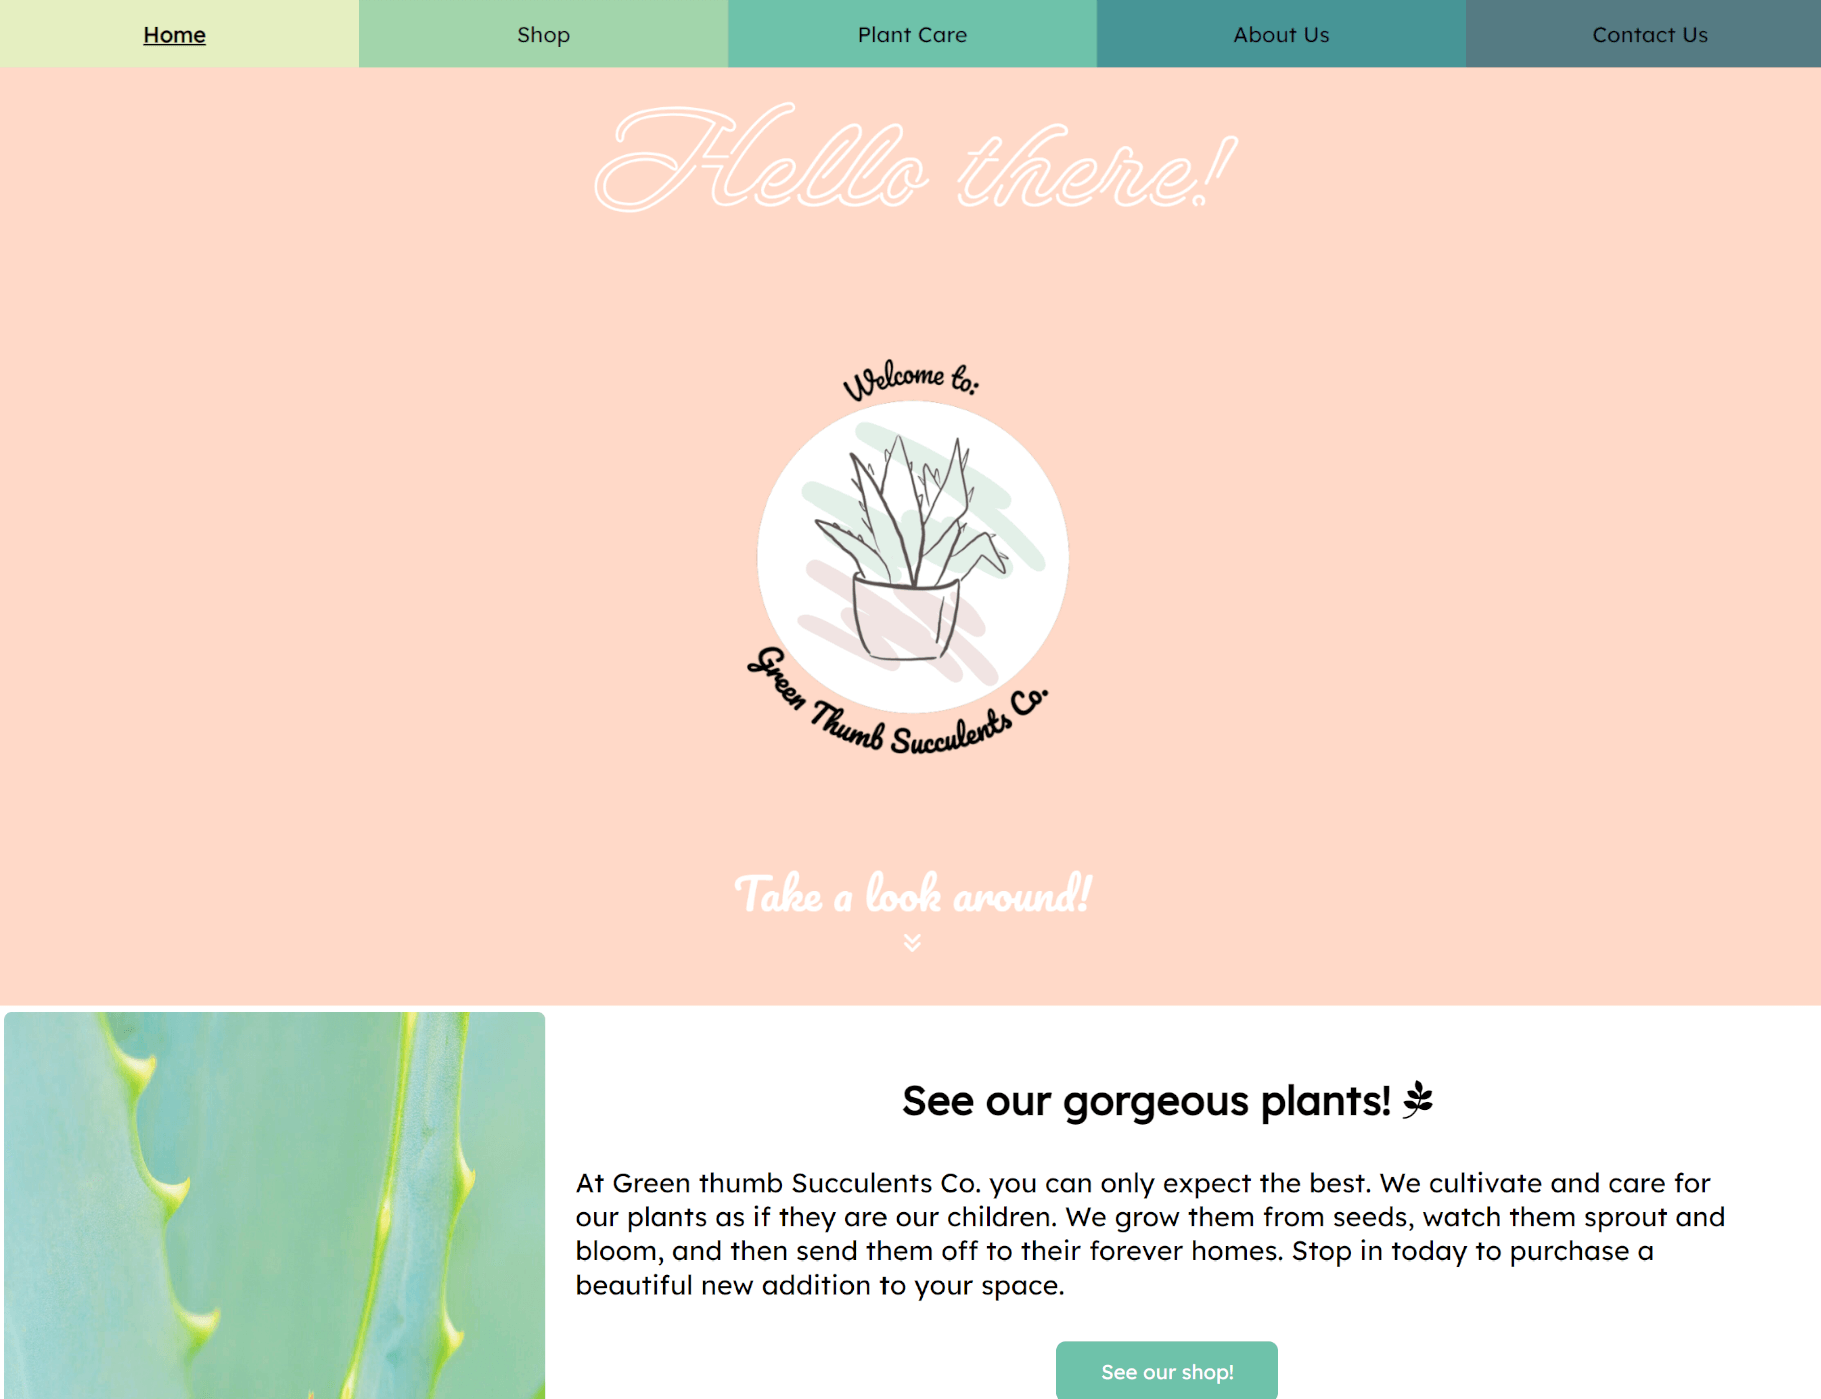 Home Shop Plant Care About Us Contact Us
Hello there!
Welcome to:
Green Thumb Succulents Co.
Take a look around!
See our gorgeous plants!
At Green thumb Succulents Co. you can only expect the best. We cultivate and care for
our plants as if they are our children. We grow them from seeds, watch them sprout and
bloom, and then send them off to their forever homes. Stop in today to purchase a
beautiful new addition to your space.
See our shop!